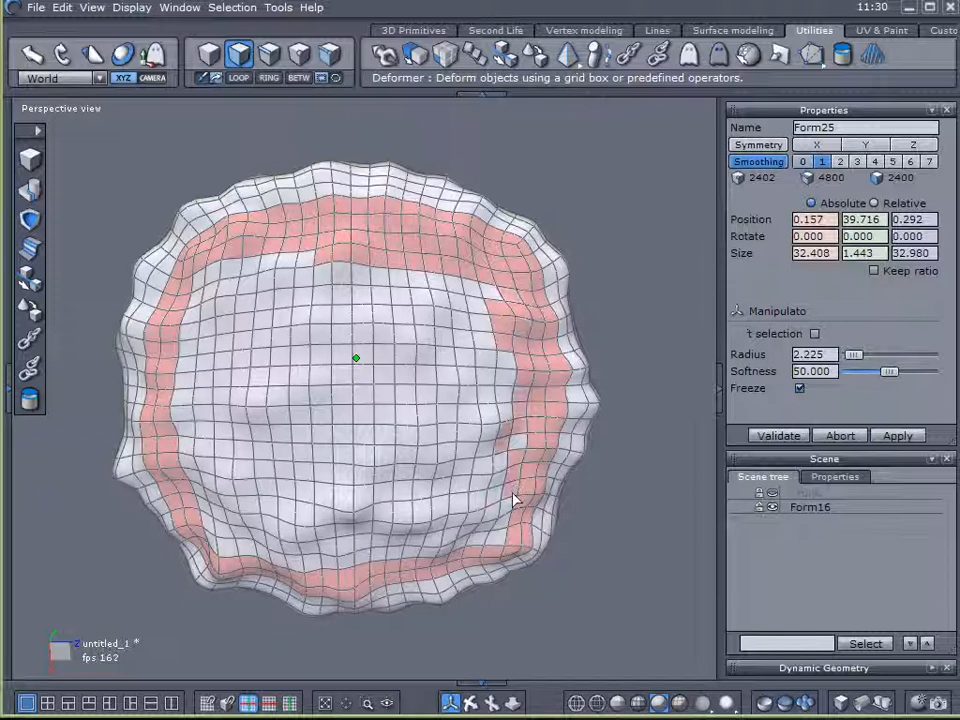 File Edit View Display Window Selection Tools Help 11:30
3D Primitives Second Life Vertex modeling Lines Surface modeling Utilities UV & Paint Custo
World XYZ CAMERA LOOP RING BETW
Deformer : Deform objects using a grid box or predefined operators.
Perspective view
Properties
Name Form25
Symmetry X Y Z
Smoothing 0 1 2 3 4 5 6 7
2402 4800 2400
Absolute Relative
Position 0.157 39.716 0.292
Rotate 0.000 0.000 0.000
Size 32.408 1.443 32.980
Keep ratio
Manipulato
't selection
Radius 2.225
Softness 50.000
Freeze
Validate Abort Apply
Scene
Scene tree Properties
Form16
Select
Dynamic Geometry
untitled_1 *
fps 162